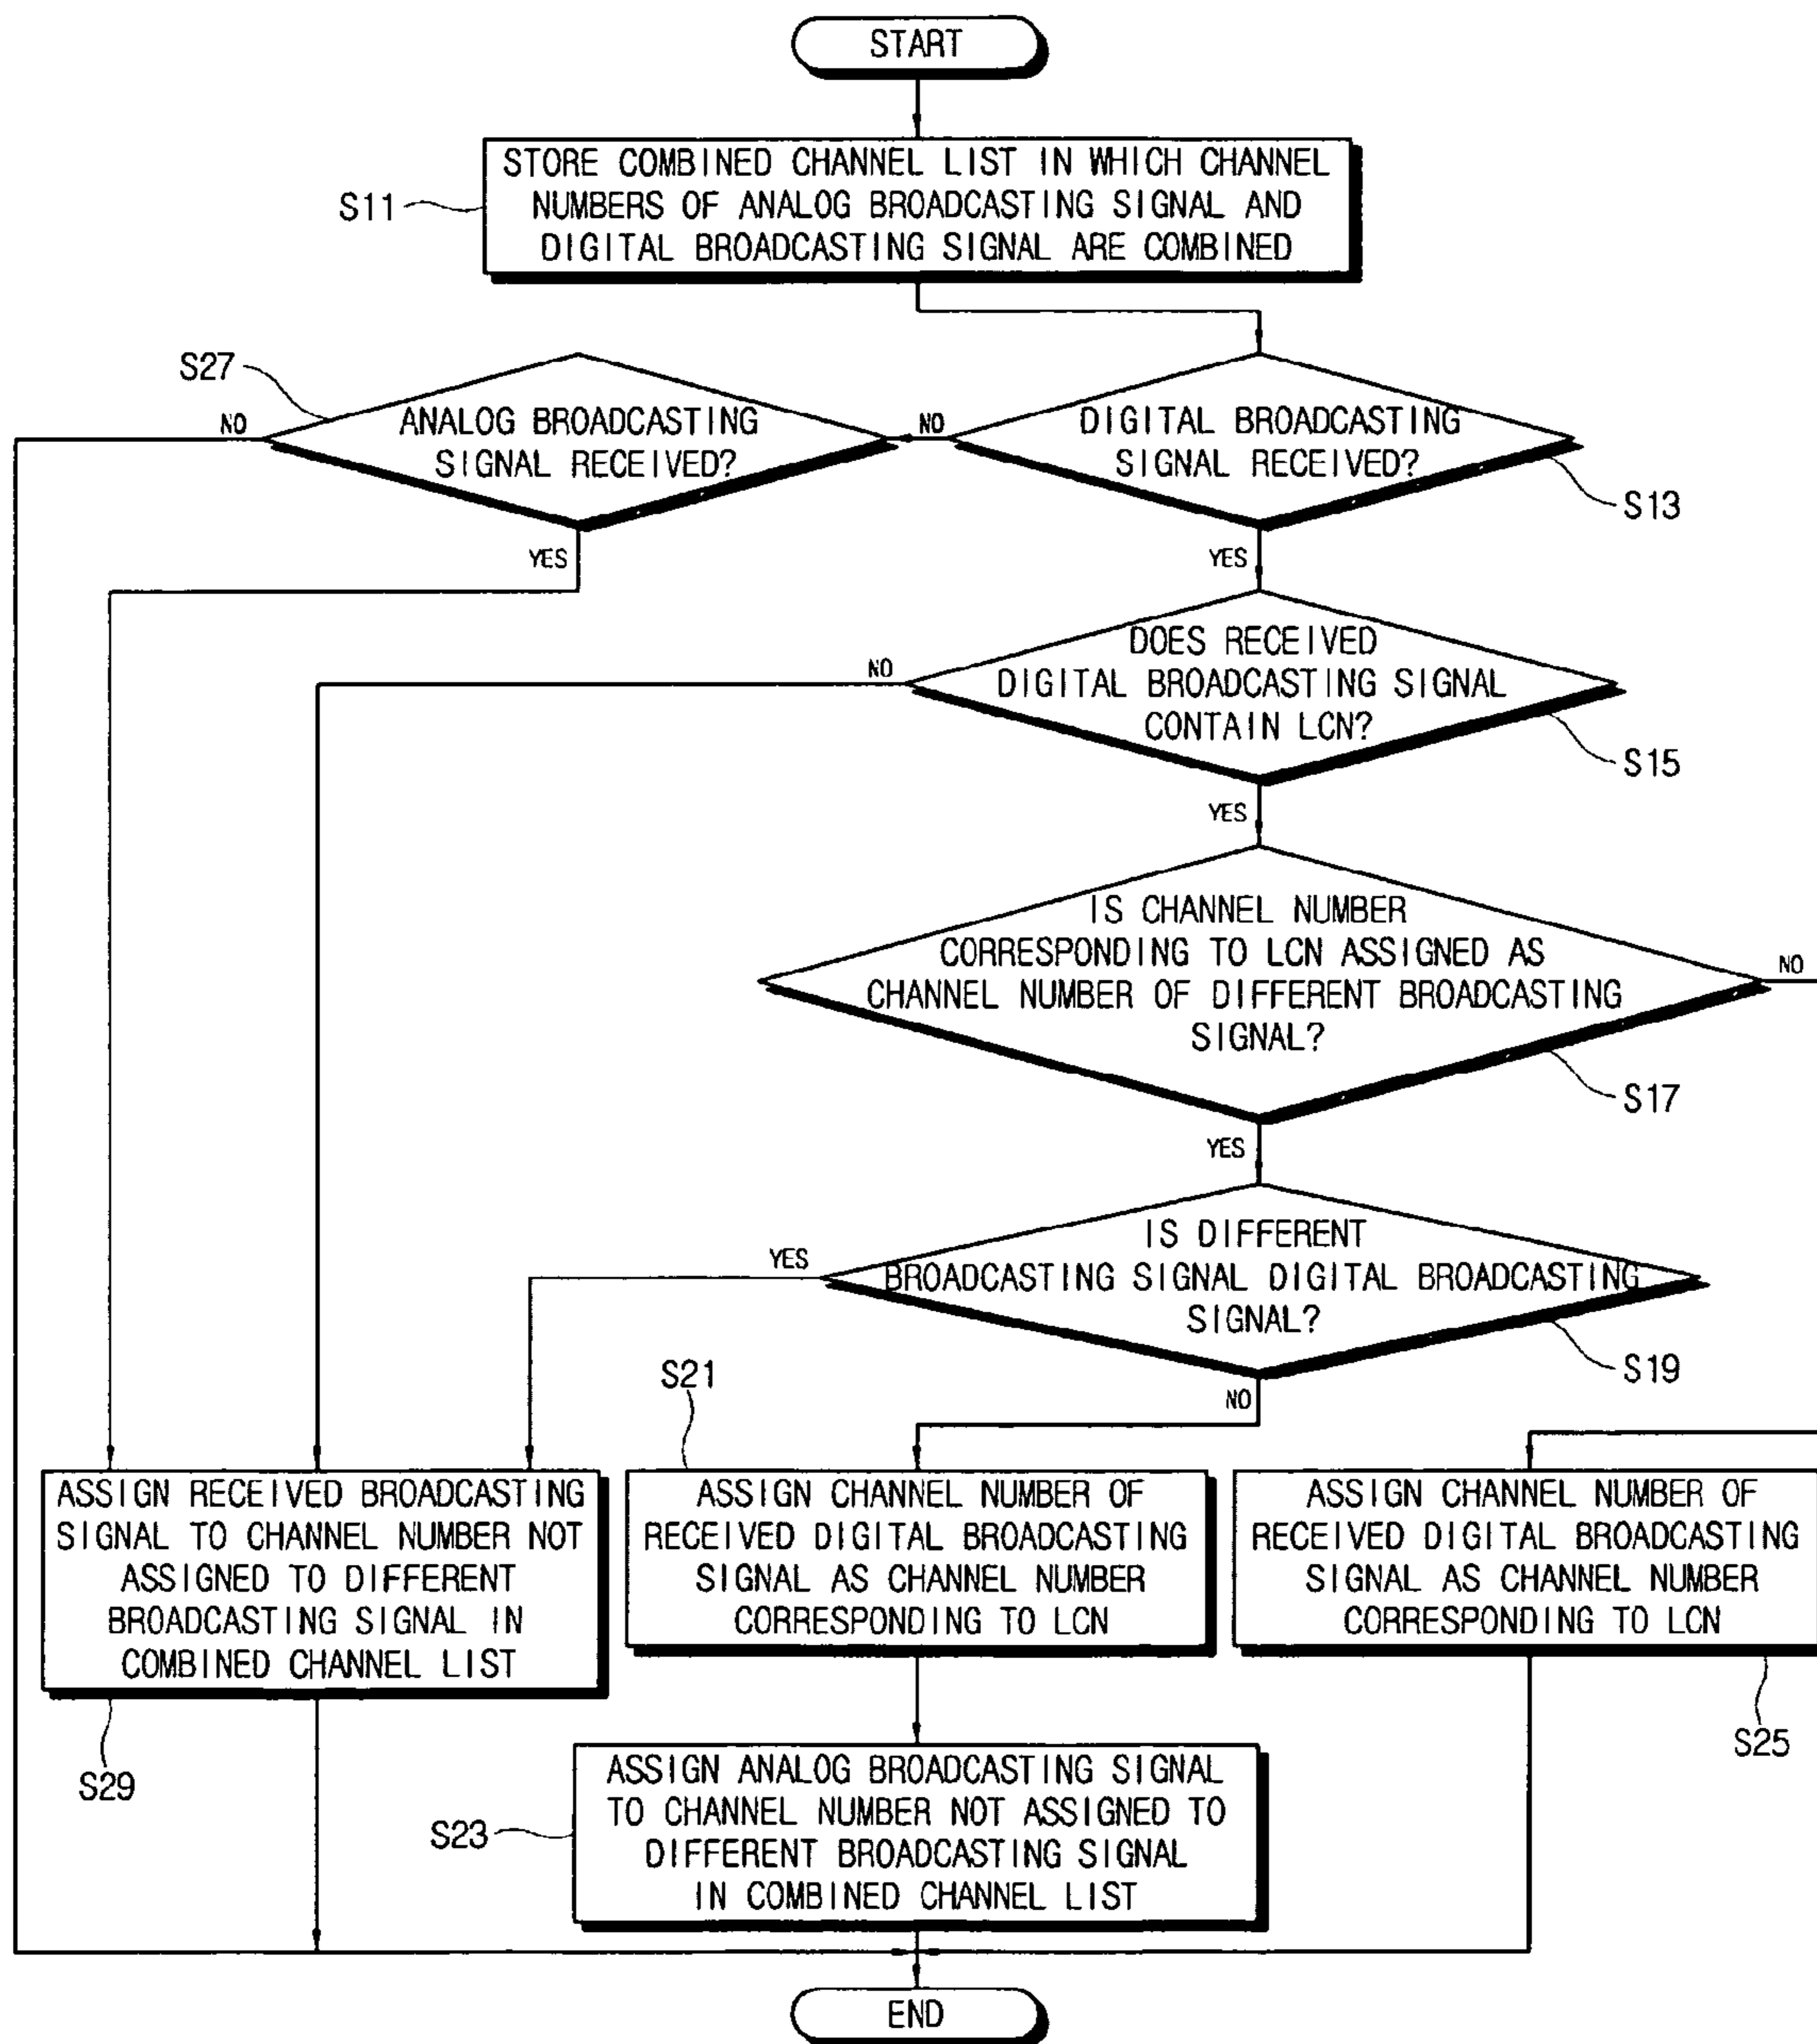 START
STORE COMBINED CHANNEL LIST IN WHICH CHANNEL
NUMBERS OF ANALOG BROADCASTING SIGNAL AND
DIGITAL BROADCASTING SIGNAL ARE COMBINED
S11
S27
NO
ANALOG BROADCASTING
SIGNAL RECEIVED?
YES
NO
DIGITAL BROADCASTING
SIGNAL RECEIVED?
S13
YES
NO
DOES RECEIVED
DIGITAL BROADCASTING SIGNAL
CONTAIN LCN?
S15
YES
IS CHANNEL NUMBER
CORRESPONDING TO LCN ASSIGNED AS
CHANNEL NUMBER OF DIFFERENT BROADCASTING
SIGNAL?
NO
S17
YES
YES
IS DIFFERENT
BROADCASTING SIGNAL DIGITAL BROADCASTING
SIGNAL?
S19
NO
S21
ASSIGN RECEIVED BROADCASTING
SIGNAL TO CHANNEL NUMBER NOT
ASSIGNED TO DIFFERENT
BROADCASTING SIGNAL IN
COMBINED CHANNEL LIST
S29
ASSIGN CHANNEL NUMBER OF
RECEIVED DIGITAL BROADCASTING
SIGNAL AS CHANNEL NUMBER
CORRESPONDING TO LCN
ASSIGN CHANNEL NUMBER OF
RECEIVED DIGITAL BROADCASTING
SIGNAL AS CHANNEL NUMBER
CORRESPONDING TO LCN
S25
S23
ASSIGN ANALOG BROADCASTING SIGNAL
TO CHANNEL NUMBER NOT ASSIGNED TO
DIFFERENT BROADCASTING SIGNAL
IN COMBINED CHANNEL LIST
END